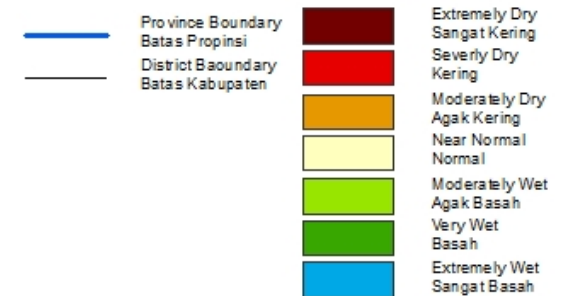 Province Boundary
Batas Propinsi
District Baoundary
Batas Kabupaten
Extremely Dry
Sangat Kering
Severly Dry
Kering
Moderately Dry
Agak Kering
Near Normal
Normal
Moderately Wet
Agak Basah
Very Wet
Basah
Extremely Wet
Sangat Basah